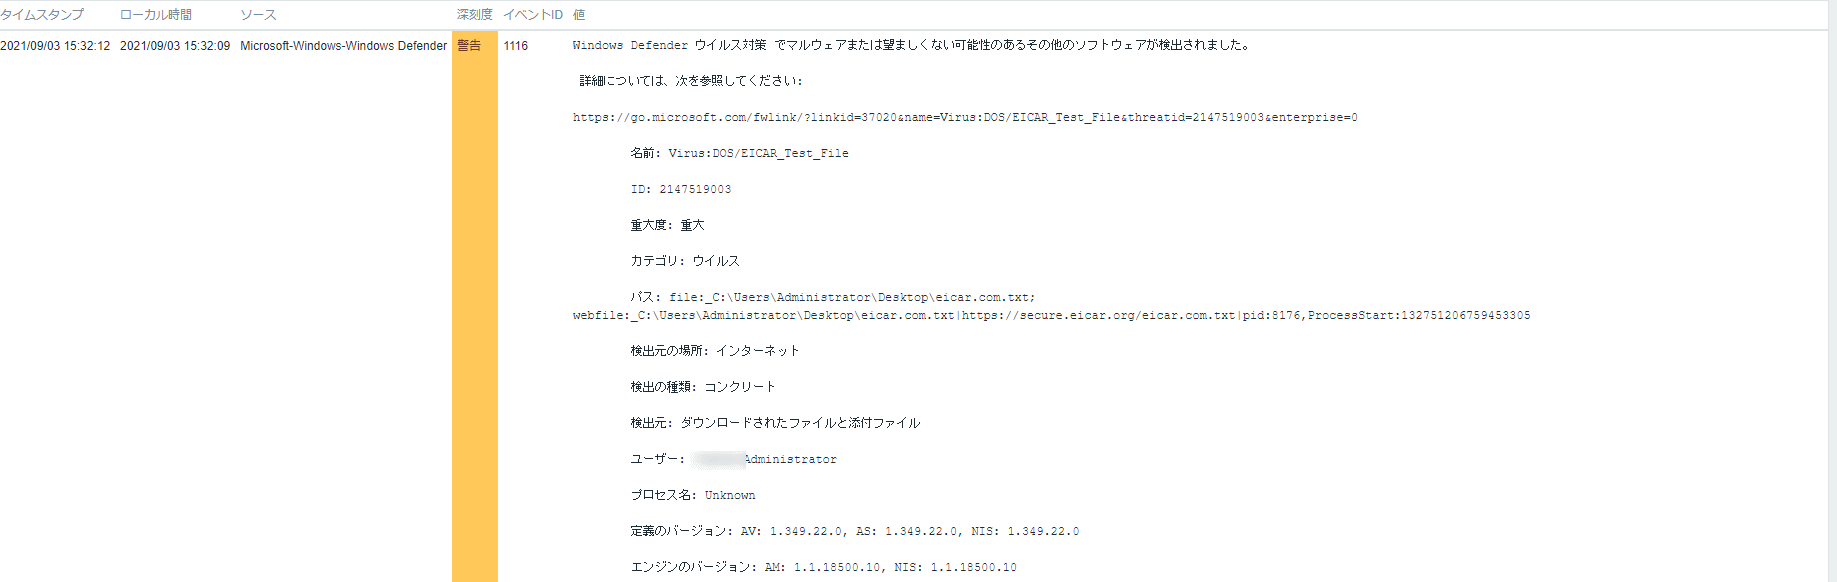 タイムスタンプ ローカル時間 ソース 深刻度 イベントID 値
2021/09/03 15:32:12 2021/09/03 15:32:09 Microsoft-Windows-Windows Defender 警告 1116 Windows Defender ウイルス対策 でマルウェアまたは望ましくない可能性のあるその他のソフトウェアが検出されました。
詳細については、次を参照してください:
https://go.microsoft.com/fwlink/?linkid=37020&name=Virus:DOS/EICAR_Test_File&threatid=2147519003&enterprise=0
名前: Virus:DOS/EICAR_Test_File
ID: 2147519003
重大度: 重大
カテゴリ: ウイルス
パス: file:_C:\Users\Administrator\Desktop\eicar.com.txt;
webfile:_C:\Users\Administrator\Desktop\eicar.com.txt|https://secure.eicar.org/eicar.com.txt|pid:8176,ProcessStart:132751206759453305
検出元の場所: インターネット
検出の種類: コンクリート
検出元: ダウンロードされたファイルと添付ファイル
ユーザー: Administrator
プロセス名: Unknown
定義のバージョン: AV: 1.349.22.0, AS: 1.349.22.0, NIS: 1.349.22.0
エンジンのバージョン: AM: 1.1.18500.10, NIS: 1.1.18500.10